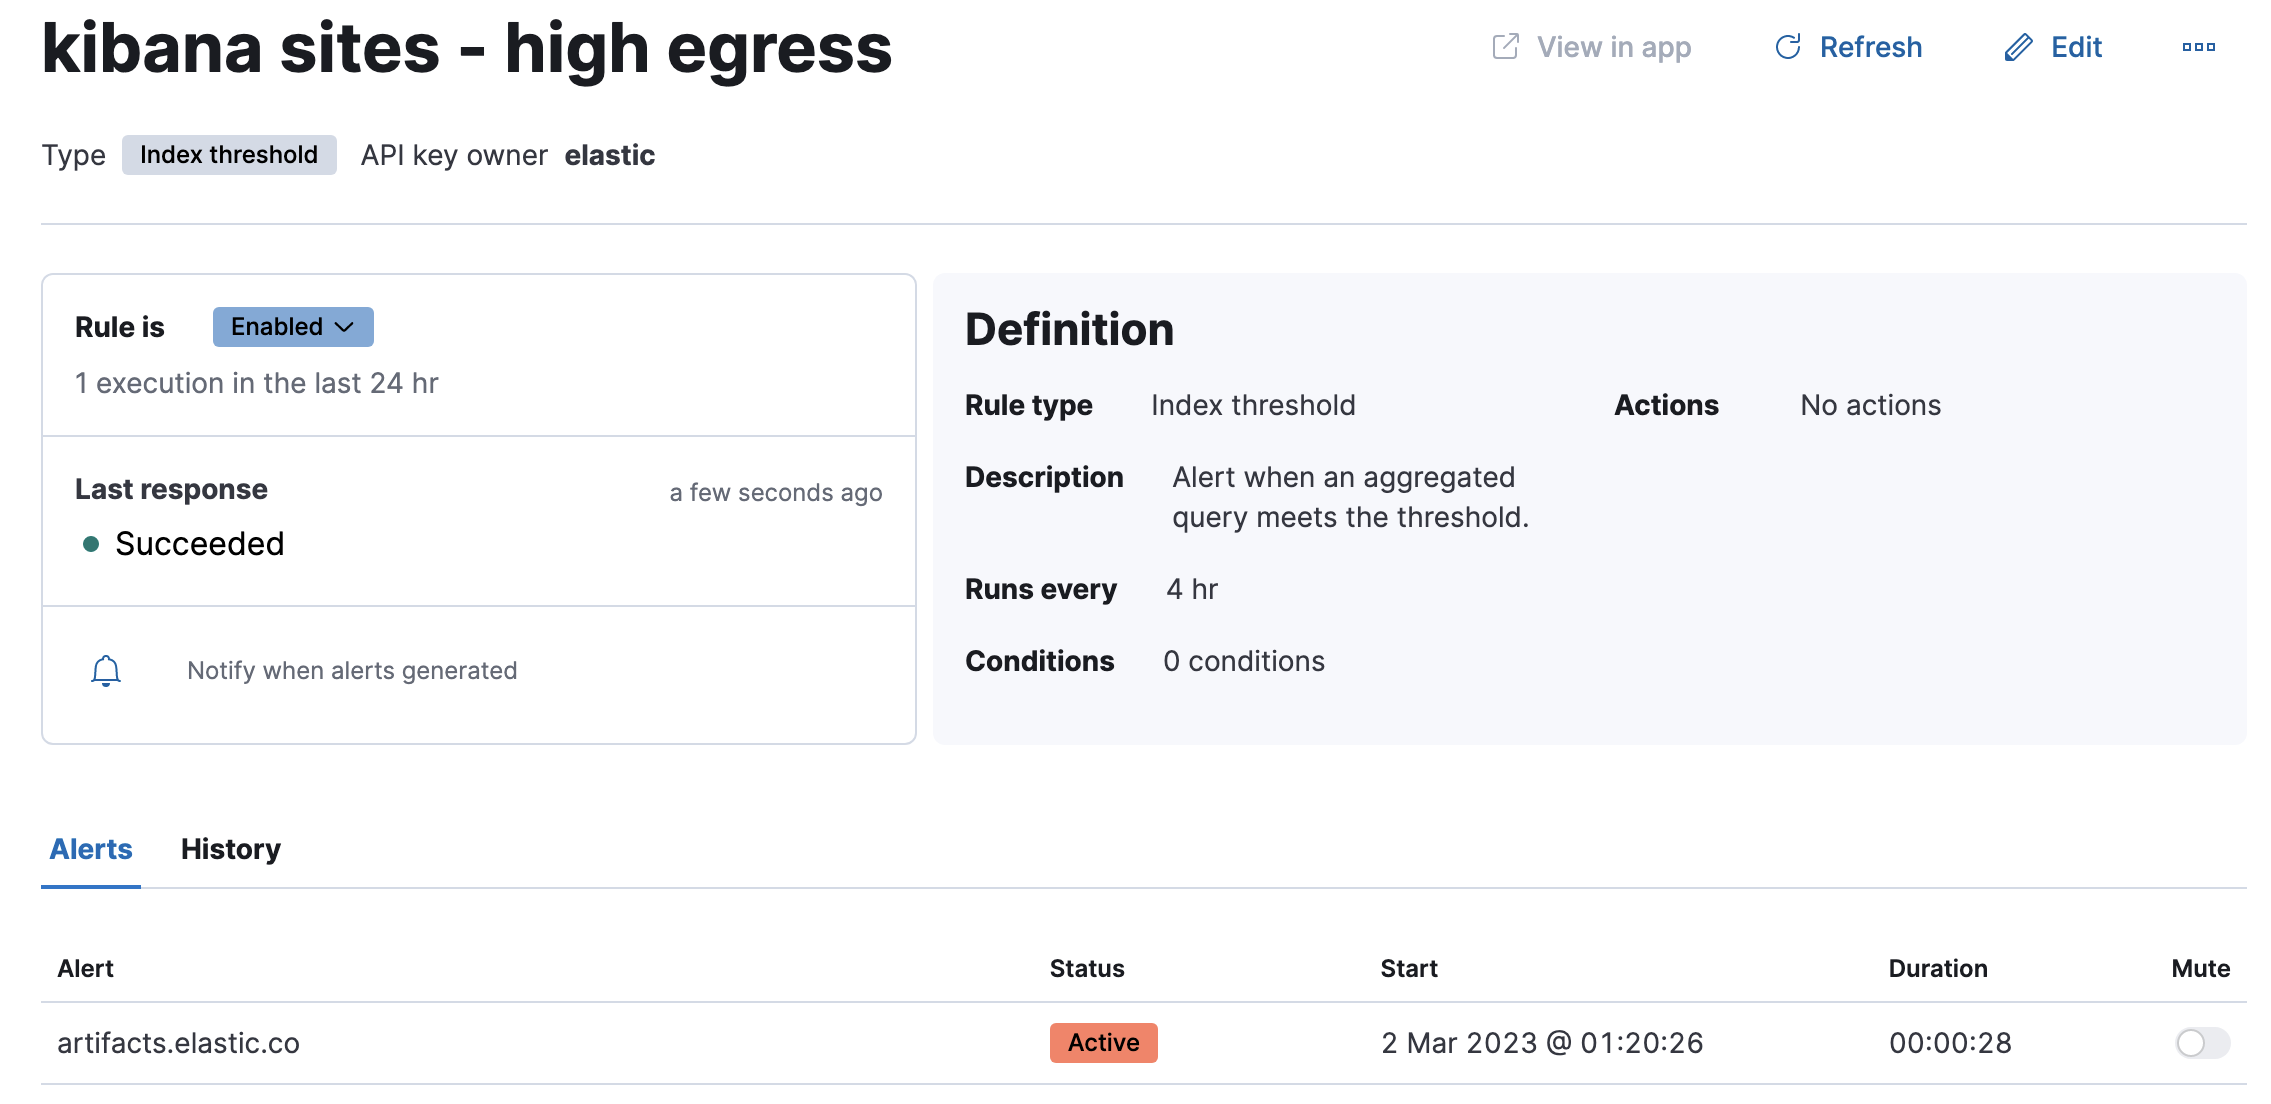 kibana sites - high egress
View in app
Refresh
Edit
Type Index threshold API key owner elastic
Rule is Enabled
1 execution in the last 24 hr
Last response a few seconds ago
Succeeded
Notify when alerts generated
Definition
Rule type Index threshold
Actions No actions
Description Alert when an aggregated
query meets the threshold.
Runs every 4 hr
Conditions 0 conditions
Alerts History
Alert Status Start Duration Mute
artifacts.elastic.co Active 2 Mar 2023 @ 01:20:26 00:00:28